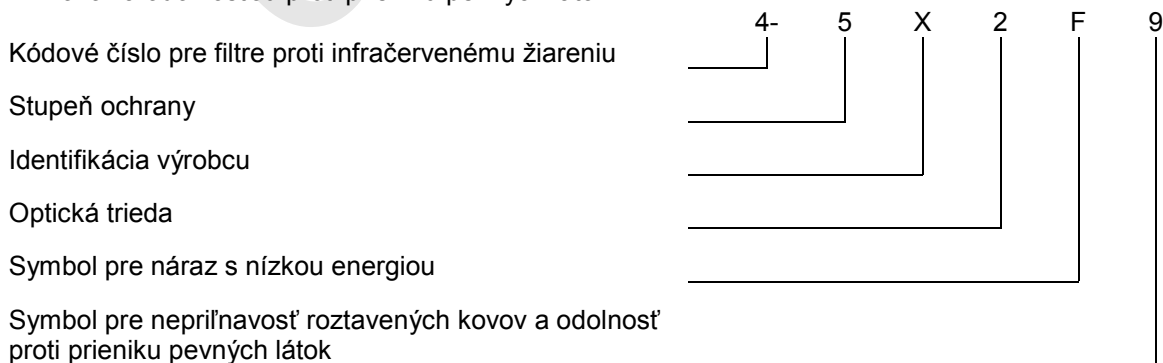 4- 5 X 2 F 9
Kódové číslo pre filtre proti infračervenému žiareniu
Stupeň ochrany
Identifikácia výrobcu
Optická trieda
Symbol pre náraz s nízkou energiou
Symbol pre nepriľnavosť roztavených kovov a odolnosť
proti prieniku pevných látok